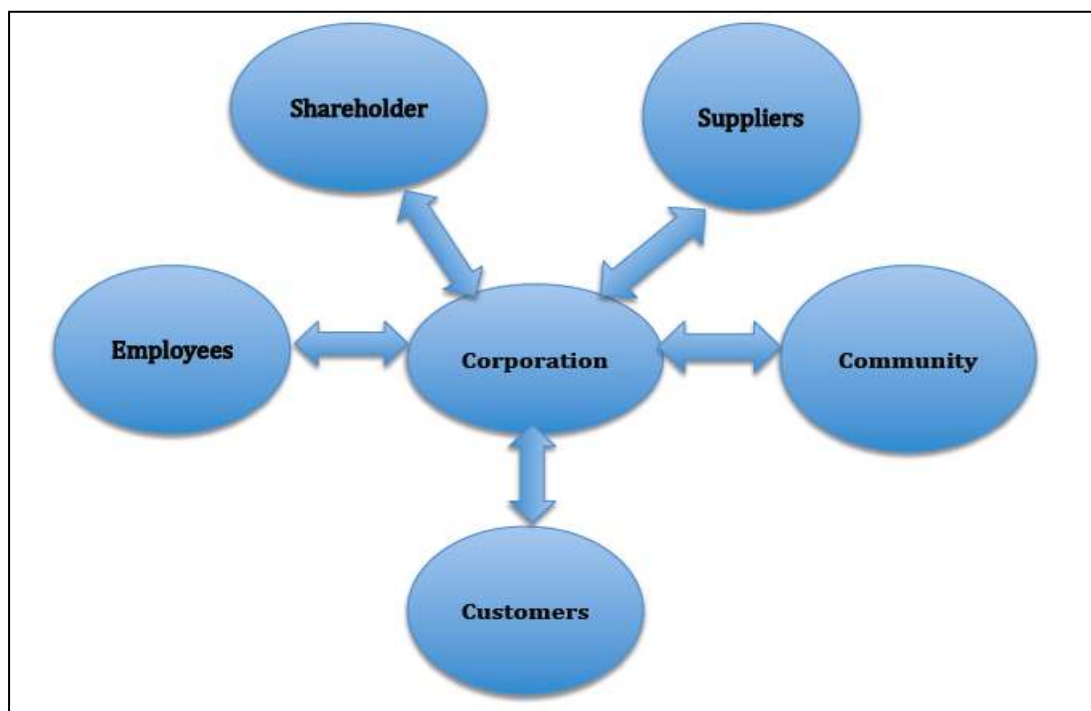 Shareholder
Suppliers
Employees
Corporation
Community
Customers